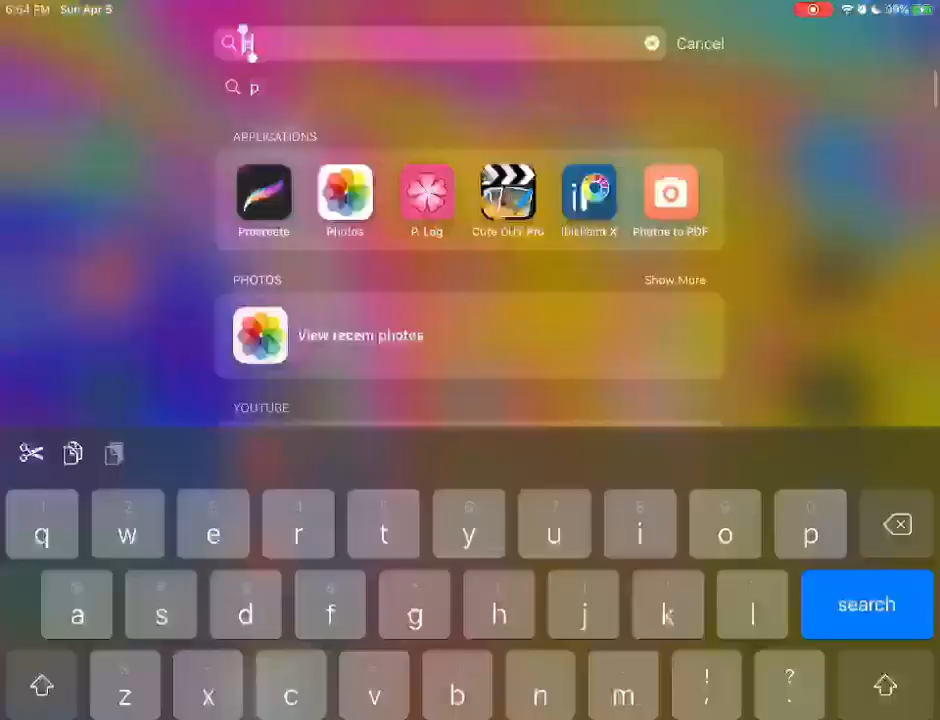 6:54 PM Sun Apr 5
99%
p
Cancel
p
APPLICATIONS
Procreate
Photos
P. Log
Cute CUT Pro
ibisPaint X
Photos to PDF
PHOTOS
Show More
View recent photos
YOUTUBE
q w e r t y u i o p
a s d f g h j k l
search
z x c v b n m ! , ? .